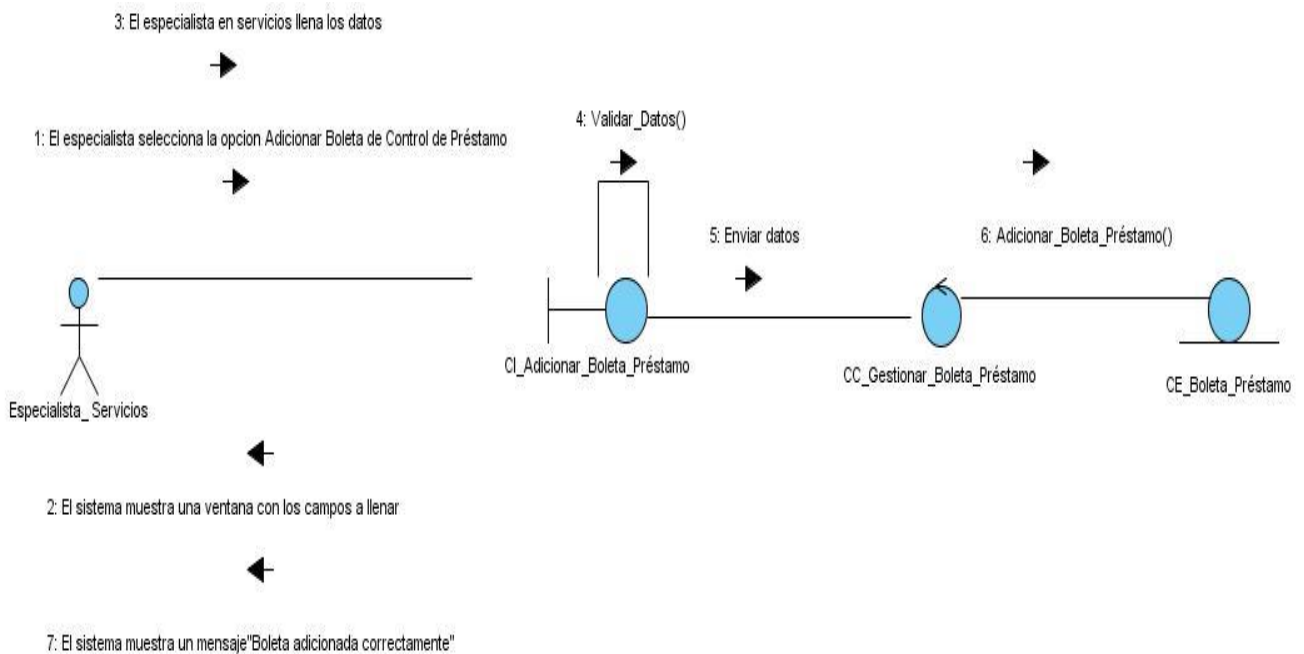 3: El especialista en servicios llena los datos
4: Validar_Datos()
1: El especialista selecciona la opcion Adicionar Boleta de Control de Préstamo
5: Enviar datos
6: Adicionar_Boleta_Préstamo()
CI_Adicionar_Boleta_Préstamo
CC_Gestionar_Boleta_Préstamo
CE_Boleta_Préstamo
Especialista_ Servicios
2: El sistema muestra una ventana con los campos a llenar
7: El sistema muestra un mensaje"Boleta adicionada correctamente"